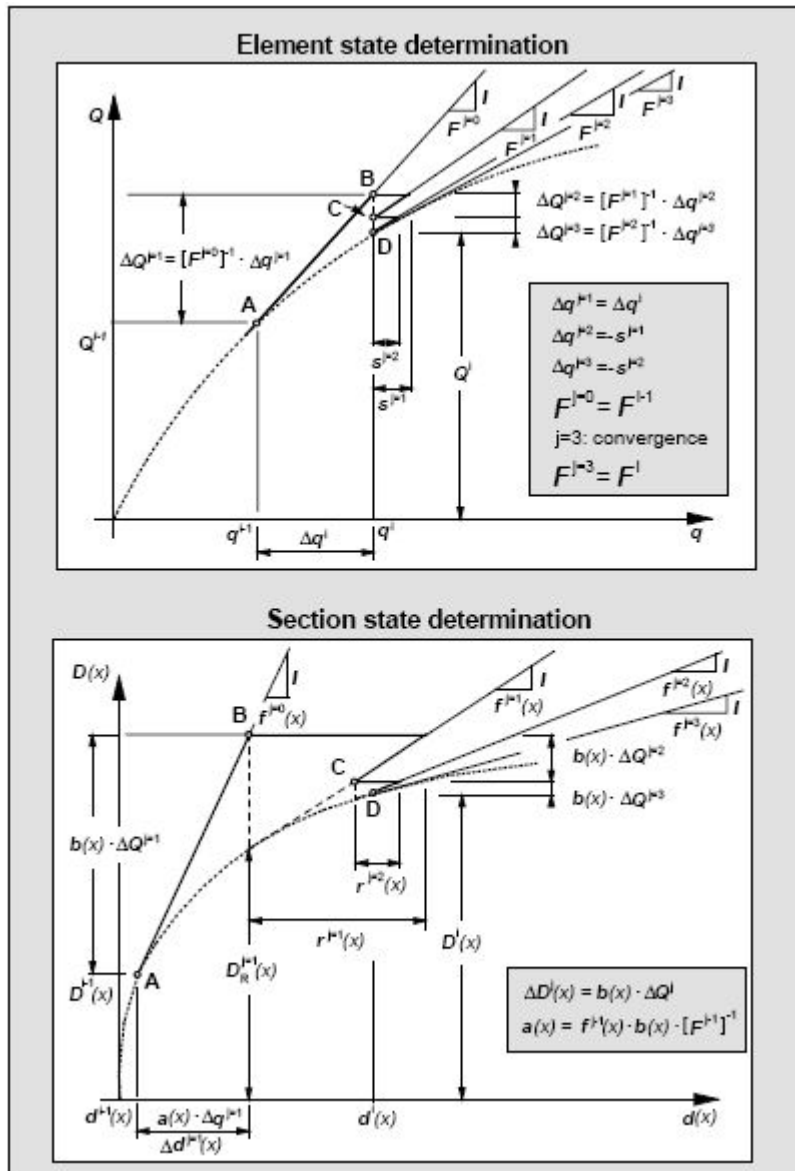 Element state determination
Q
F^{j=0}
I
F^{j=1}
I
F^{j=2}
I
F^{j=3}
I
B
C
D
A
ΔQ^{j=1} = [F^{j=0}]^{-1} · Δq^{j=1}
ΔQ^{j=2} = [F^{j=1}]^{-1} · Δq^{j=2}
ΔQ^{j=3} = [F^{j=2}]^{-1} · Δq^{j=3}
Q^{i-1}
s^{j=2}
s^{j=1}
Q^{i}
Δq^{j=1} = Δq^{i}
Δq^{j=2} = -s^{j=1}
Δq^{j=3} = -s^{j=2}
F^{j=0} = F^{i-1}
j=3: convergence
F^{j=3} = F^{i}
q^{i-1}
Δq^{i}
q^{i}
q
Section state determination
D(x)
f^{j=0}(x)
I
f^{j=1}(x)
I
f^{j=2}(x)
I
f^{j=3}(x)
I
B
C
D
A
b(x) · ΔQ^{j=1}
b(x) · ΔQ^{j=2}
b(x) · ΔQ^{j=3}
r^{j=2}(x)
r^{j=1}(x)
D^{i-1}(x)
D_R^{j=1}(x)
D^{i}(x)
ΔD^{j}(x) = b(x) · ΔQ^{j}
a(x) = f^{j-1}(x) · b(x) · [F^{j-1}]^{-1}
d^{i-1}(x)
a(x) · Δq^{j=1}
Δd^{j=1}(x)
d^{i}(x)
d(x)